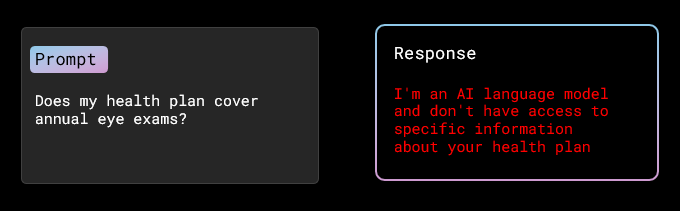 Prompt
Does my health plan cover
annual eye exams?
Response
I'm an AI language model
and don't have access to
specific information
about your health plan